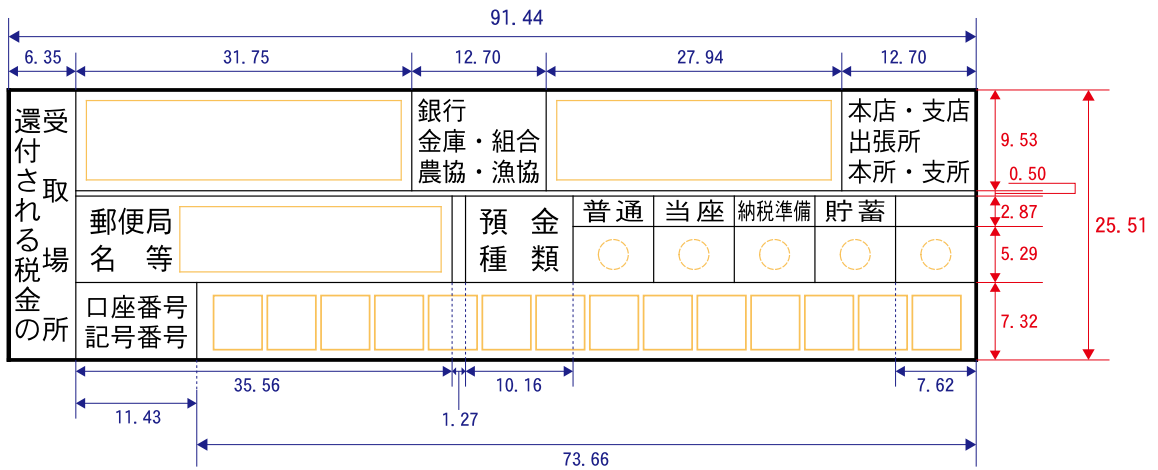 91.44
6.35
31.75
12.70
27.94
12.70
還付される税金の
受取場所
銀行
金庫・組合
農協・漁協
本店・支店
出張所
本所・支所
9.53
0.50
郵便局
名等
預金
種類
普通
当座
納税準備
貯蓄
2.87
25.51
5.29
口座番号
記号番号
7.32
35.56
10.16
7.62
11.43
1.27
73.66